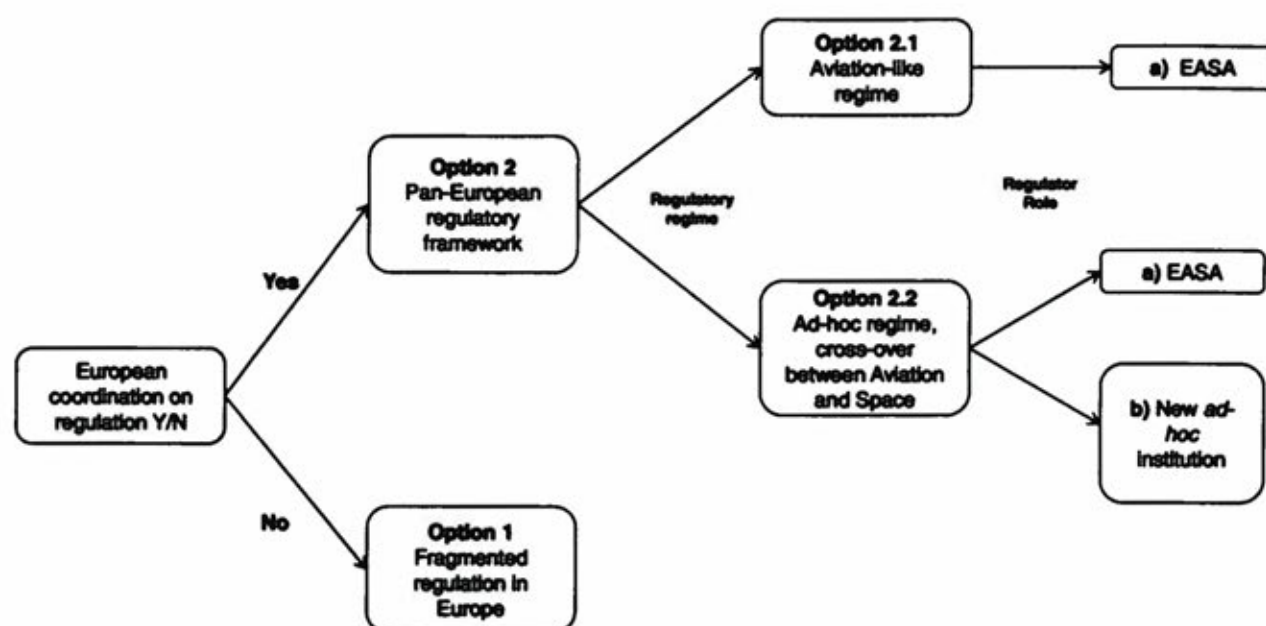 Option 2.1
Aviation-like
regime
a) EASA
Option 2
Pan-European
regulatory
framework
Regulatory
regime
Regulator
Role
Yes
a) EASA
Option 2.2
Ad-hoc regime,
cross-over
between Aviation
and Space
European
coordination on
regulation Y/N
b) New ad-
hoc
institution
No
Option 1
Fragmented
regulation in
Europe